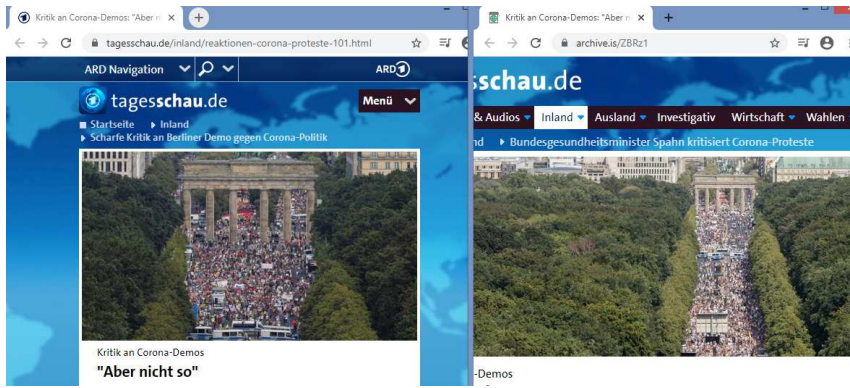 Kritik an Corona-Demos: "Aber n
tagesschau.de/inland/reaktionen-corona-proteste-101.html
ARD Navigation
ARD
tagesschau.de
Menü
Startseite Inland
Scharfe Kritik an Berliner Demo gegen Corona-Politik
Kritik an Corona-Demos
"Aber nicht so"
Kritik an Corona-Demos: "Aber n
archive.is/ZBRz1
sschau.de
& Audios Inland Ausland Investigativ Wirtschaft Wahlen
nd Bundesgesundheitsminister Spahn kritisiert Corona-Proteste
-Demos